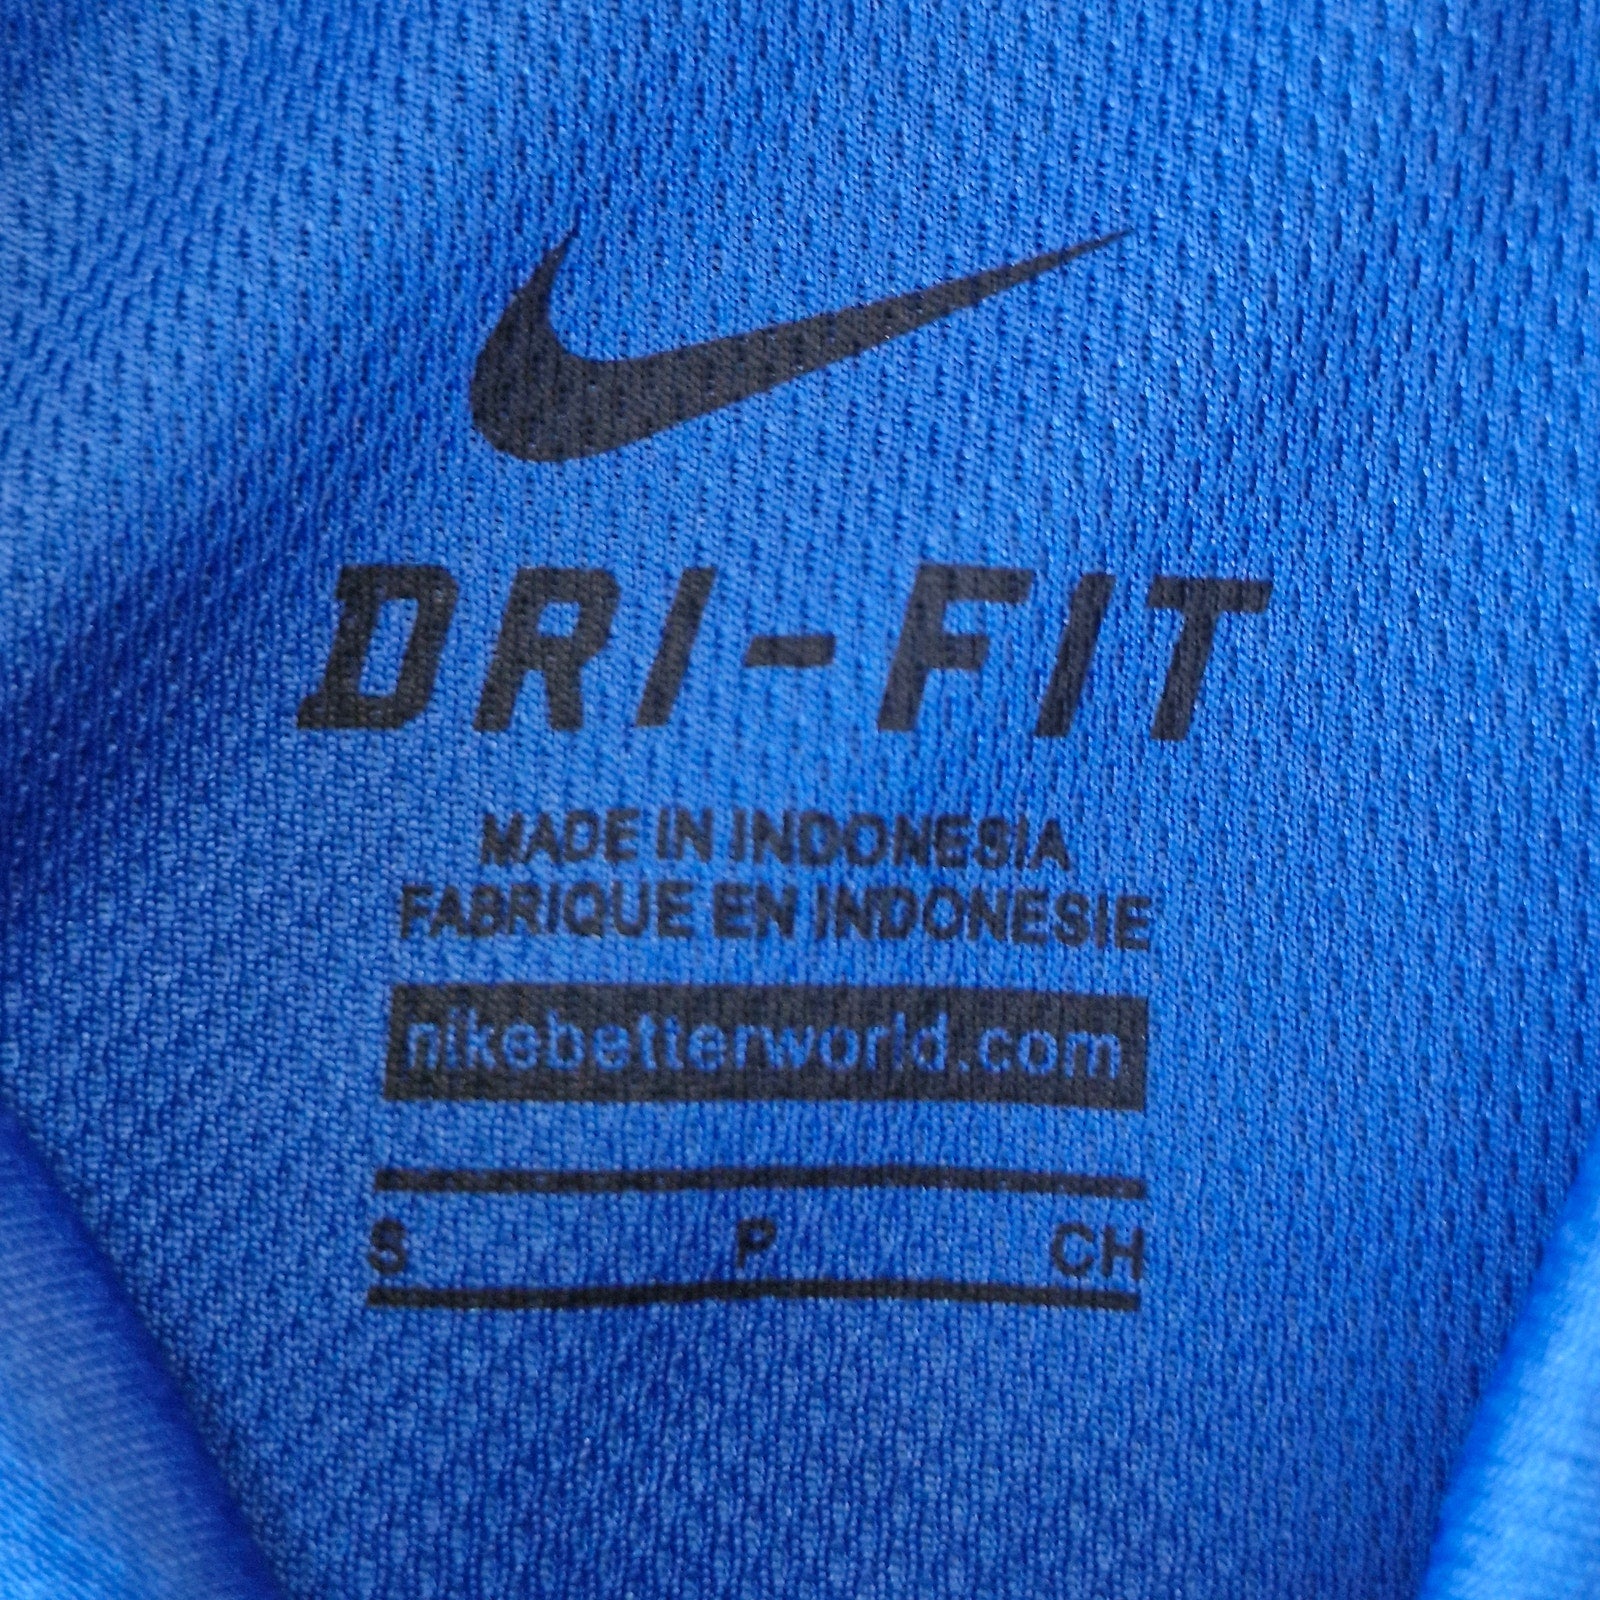 DRI-FIT
MADE IN INDONESIA
FABRIQUE EN INDONESIE
nikebetterworld.com
S P CH